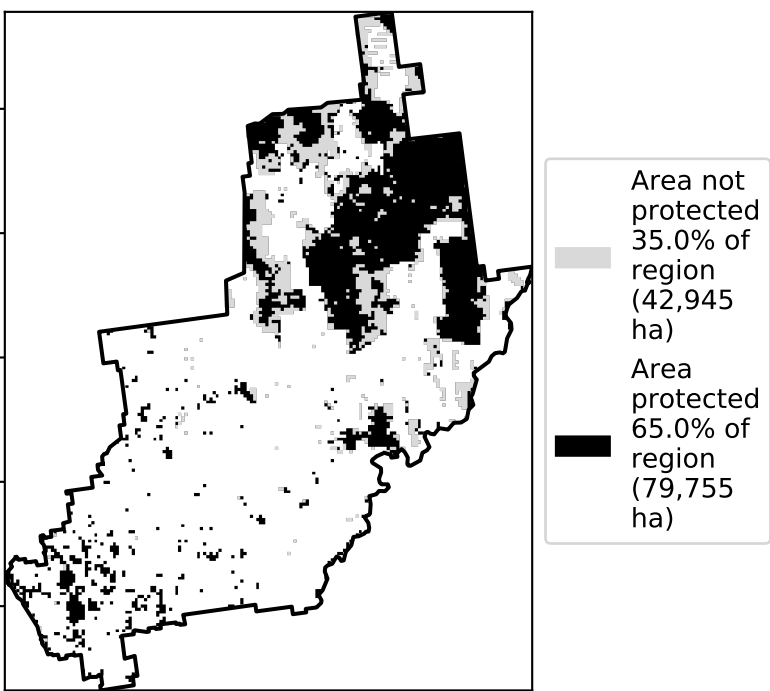 Area not
protected
35.0% of
region
(42,945
ha)
Area
protected
65.0% of
region
(79,755
ha)